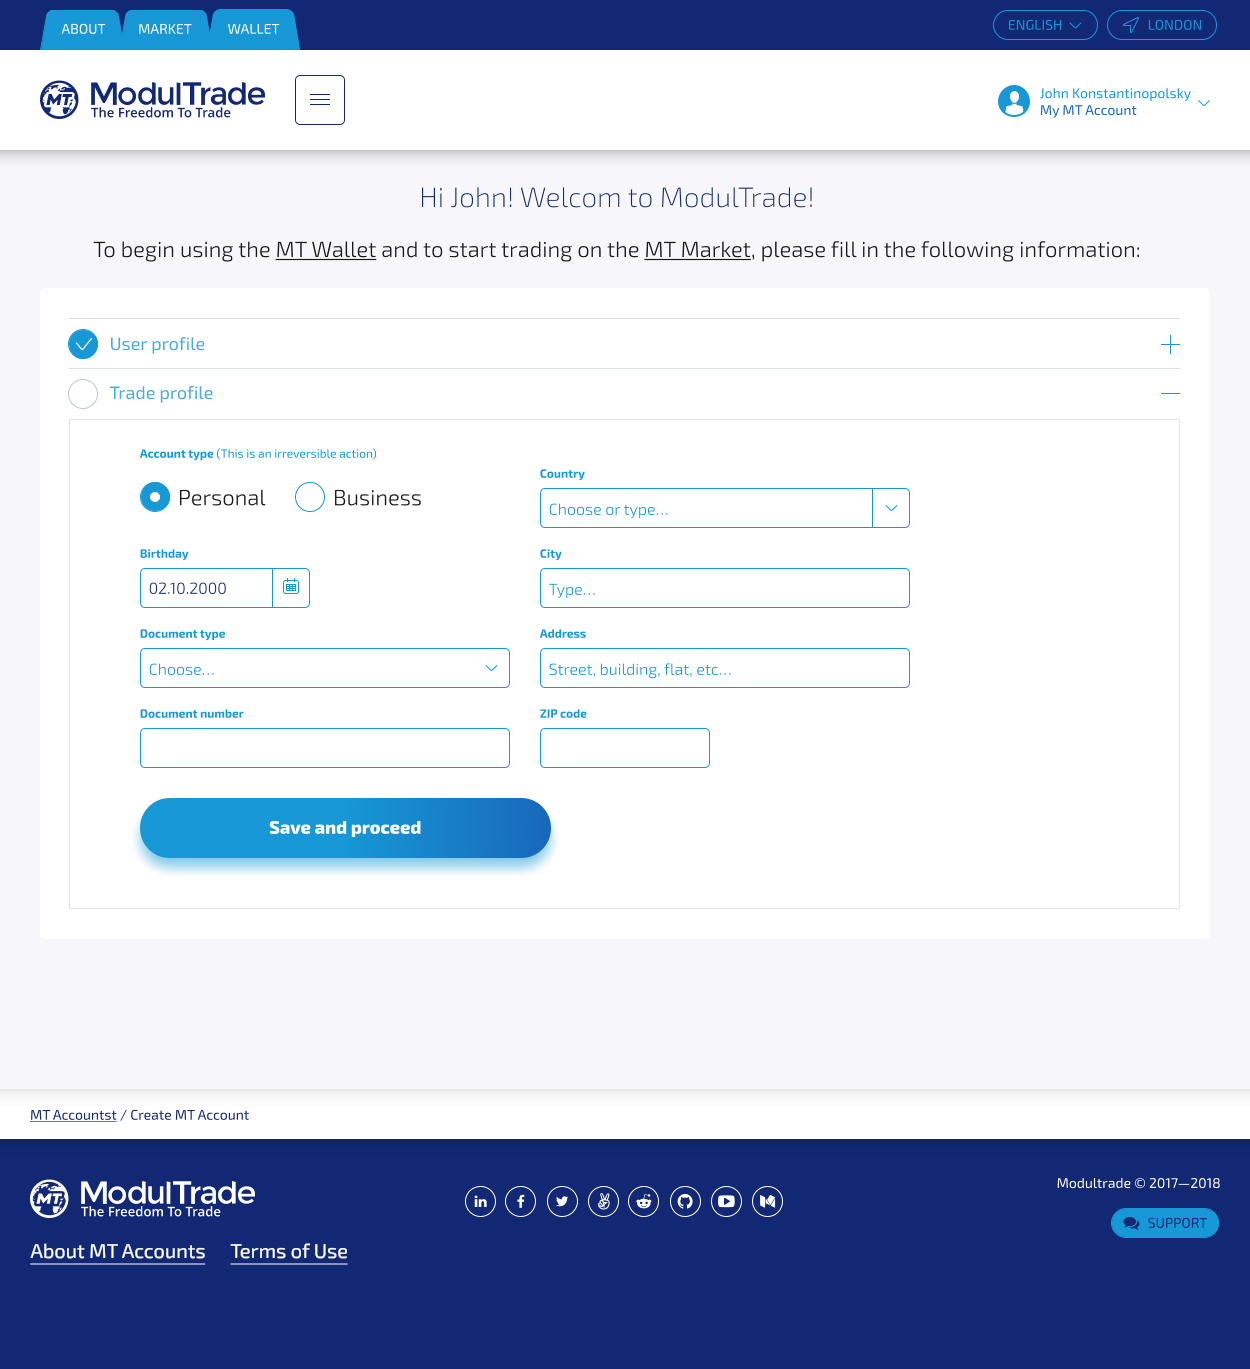 ABOUT MARKET WALLET ENGLISH LONDON
MT ModulTrade
The Freedom To Trade
John Konstantinopolsky
My MT Account
Hi John! Welcom to ModulTrade!
To begin using the MT Wallet and to start trading on the MT Market, please fill in the following information:
User profile
Trade profile
Account type (This is an irreversible action)
Personal Business
Country
Choose or type...
Birthday
02.10.2000
City
Type...
Document type
Choose...
Address
Street, building, flat, etc...
Document number
ZIP code
Save and proceed
MT Accountst / Create MT Account
MT ModulTrade
The Freedom To Trade
Modultrade © 2017—2018
SUPPORT
About MT Accounts Terms of Use